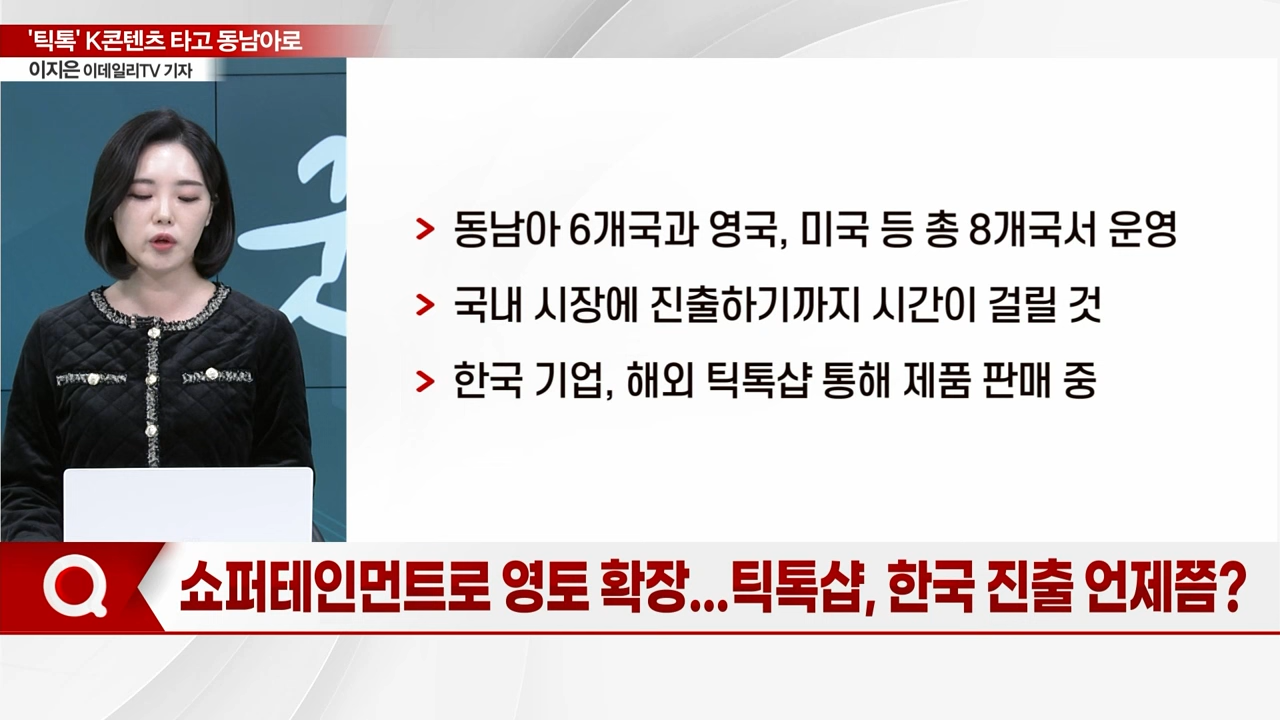 '틱톡' K콘텐츠 타고 동남아로
이지은 이데일리TV 기자
> 동남아 6개국과 영국, 미국 등 총 8개국서 운영
> 국내 시장에 진출하기까지 시간이 걸릴 것
> 한국 기업, 해외 틱톡샵 통해 제품 판매 중
Q 쇼퍼테인먼트로 영토 확장...틱톡샵, 한국 진출 언제쯤?